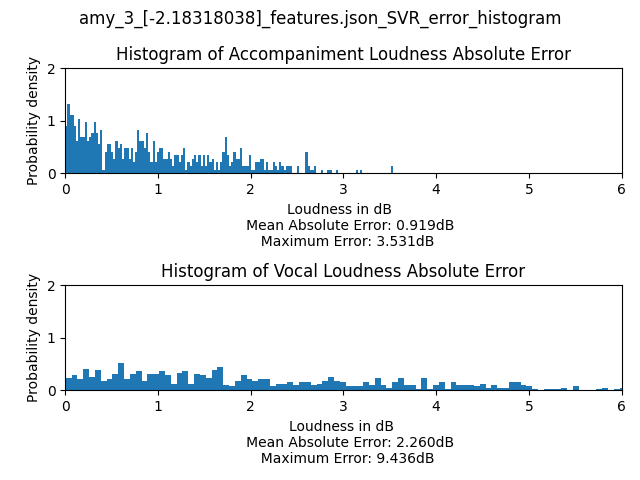 amy_3_[-2.18318038]_features.json_SVR_error_histogram
Histogram of Accompaniment Loudness Absolute Error
Probability density
2
1
0
0 1 2 3 4 5 6
Loudness in dB
Mean Absolute Error: 0.919dB
Maximum Error: 3.531dB
Histogram of Vocal Loudness Absolute Error
Probability density
2
1
0
0 1 2 3 4 5 6
Loudness in dB
Mean Absolute Error: 2.260dB
Maximum Error: 9.436dB